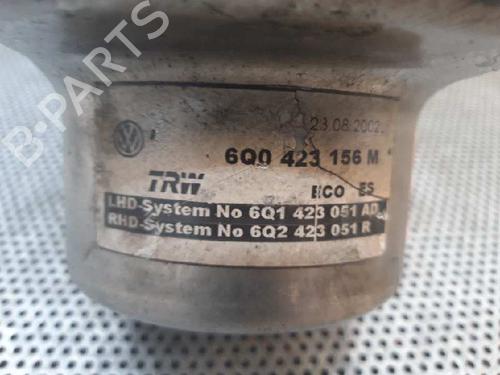 B-PARTS
23.08.2002
6Q0 423 156 M
TRW
ECO ES
LHD-System No 6Q1 423 051 AD
RHD-System No 6Q2 423 051 R